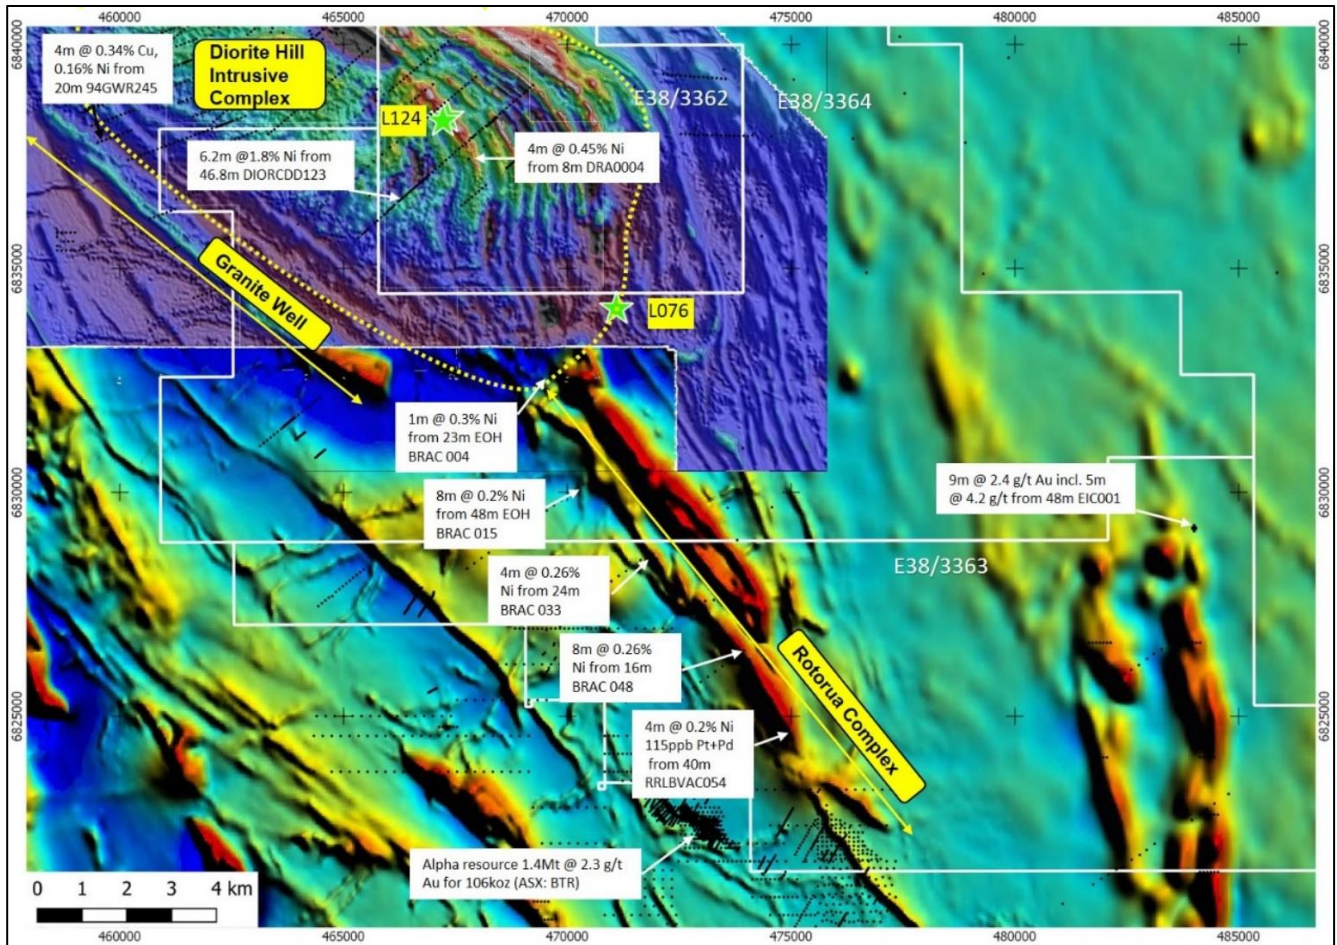 460000
465000
470000
475000
480000
485000
6840000
6840000
4m @ 0.34% Cu,
0.16% Ni from
20m 94GWR245
Diorite Hill
Intrusive
Complex
E38/3362
E38/3364
L124
6.2m @1.8% Ni from
46.8m DIORCDD123
4m @ 0.45% Ni
from 8m DRA0004
6835000
6835000
Granite Well
L076
1m @ 0.3% Ni
from 23m EOH
BRAC 004
6830000
6830000
8m @ 0.2% Ni
from 48m EOH
BRAC 015
9m @ 2.4 g/t Au incl. 5m
@ 4.2 g/t from 48m EIC001
E38/3363
4m @ 0.26%
Ni from 24m
BRAC 033
8m @ 0.26%
Ni from 16m
BRAC 048
Rotorua Complex
6825000
6825000
4m @ 0.2% Ni
115ppb Pt+Pd
from 40m
RRLBVAC054
Alpha resource 1.4Mt @ 2.3 g/t
Au for 106koz (ASX: BTR)
0 1 2 3 4 km
460000
465000
470000
475000
480000
485000